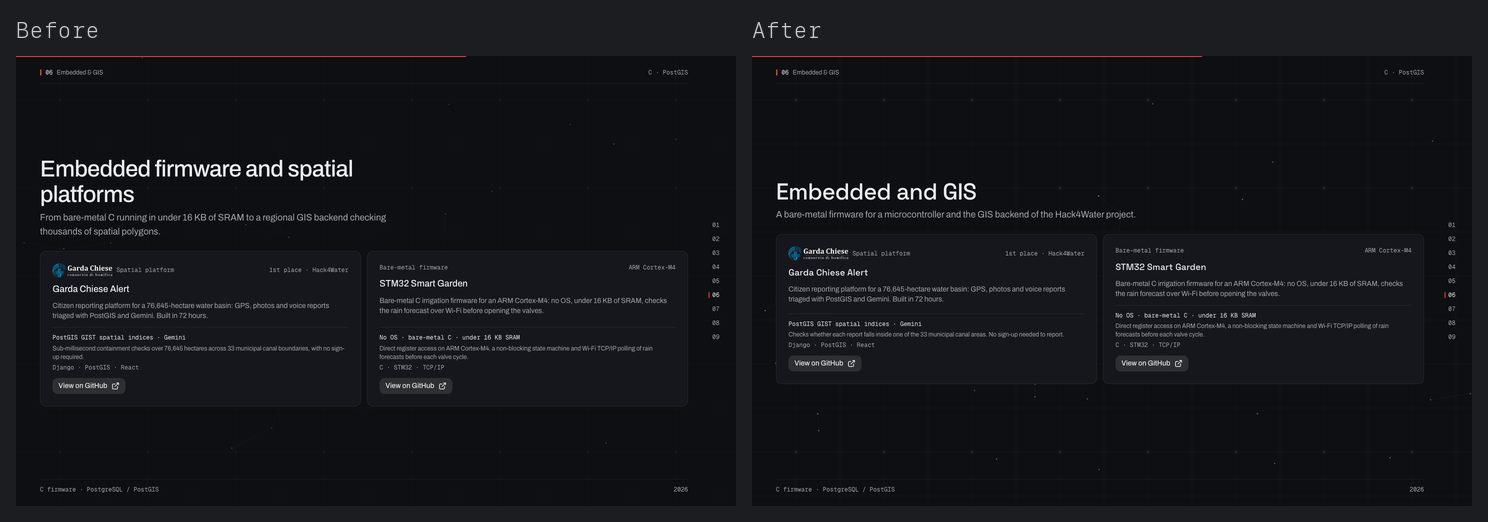 Before
06 Embedded & GIS
C · PostGIS
Embedded firmware and spatial
platforms
From bare-metal C running in under 16 KB of SRAM to a regional GIS backend checking
thousands of spatial polygons.
Garda Chiese
consorzio di bonifica
Spatial platform
1st place · Hack4Water
Garda Chiese Alert
Citizen reporting platform for a 76,645-hectare water basin: GPS, photos and voice reports
triaged with PostGIS and Gemini. Built in 72 hours.
PostGIS GIST spatial indices · Gemini
Sub-millisecond containment checks over 76,645 hectares across 33 municipal canal boundaries, with no sign-
up required.
Django · PostGIS · React
View on GitHub
Bare-metal firmware
ARM Cortex-M4
STM32 Smart Garden
Bare-metal C irrigation firmware for an ARM Cortex-M4: no OS, under 16 KB of SRAM, checks
the rain forecast over Wi-Fi before opening the valves.
No OS · bare-metal C · under 16 KB SRAM
Direct register access on ARM Cortex-M4, a non-blocking state machine and Wi-Fi TCP/IP polling of rain
forecasts before each valve cycle.
C · STM32 · TCP/IP
View on GitHub
01
02
03
04
05
06
07
08
09
C firmware · PostgreSQL / PostGIS
2026
After
06 Embedded & GIS
C · PostGIS
Embedded and GIS
A bare-metal firmware for a microcontroller and the GIS backend of the Hack4Water project.
Garda Chiese
consorzio di bonifica
Spatial platform
1st place · Hack4Water
Garda Chiese Alert
Citizen reporting platform for a 76,645-hectare water basin: GPS, photos and voice reports
triaged with PostGIS and Gemini. Built in 72 hours.
PostGIS GIST spatial indices · Gemini
Checks whether each report falls inside one of the 33 municipal canal areas. No sign-up needed to report.
Django · PostGIS · React
View on GitHub
Bare-metal firmware
ARM Cortex-M4
STM32 Smart Garden
Bare-metal C irrigation firmware for an ARM Cortex-M4: no OS, under 16 KB of SRAM, checks
the rain forecast over Wi-Fi before opening the valves.
No OS · bare-metal C · under 16 KB SRAM
Direct register access on ARM Cortex-M4, a non-blocking state machine and Wi-Fi TCP/IP polling of rain
forecasts before each valve cycle.
C · STM32 · TCP/IP
View on GitHub
01
02
03
04
05
06
07
08
09
C firmware · PostgreSQL / PostGIS
2026